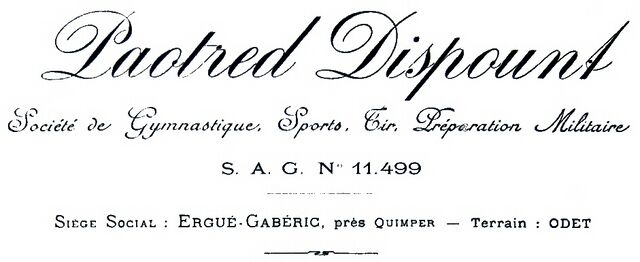 Paotred Dispount
Société de Gymnastique, Sports, Tir, Préparation Militaire
S. A. G. N° 11.499
Siège Social : Ergué-Gabéric, près Quimper — Terrain : ODET